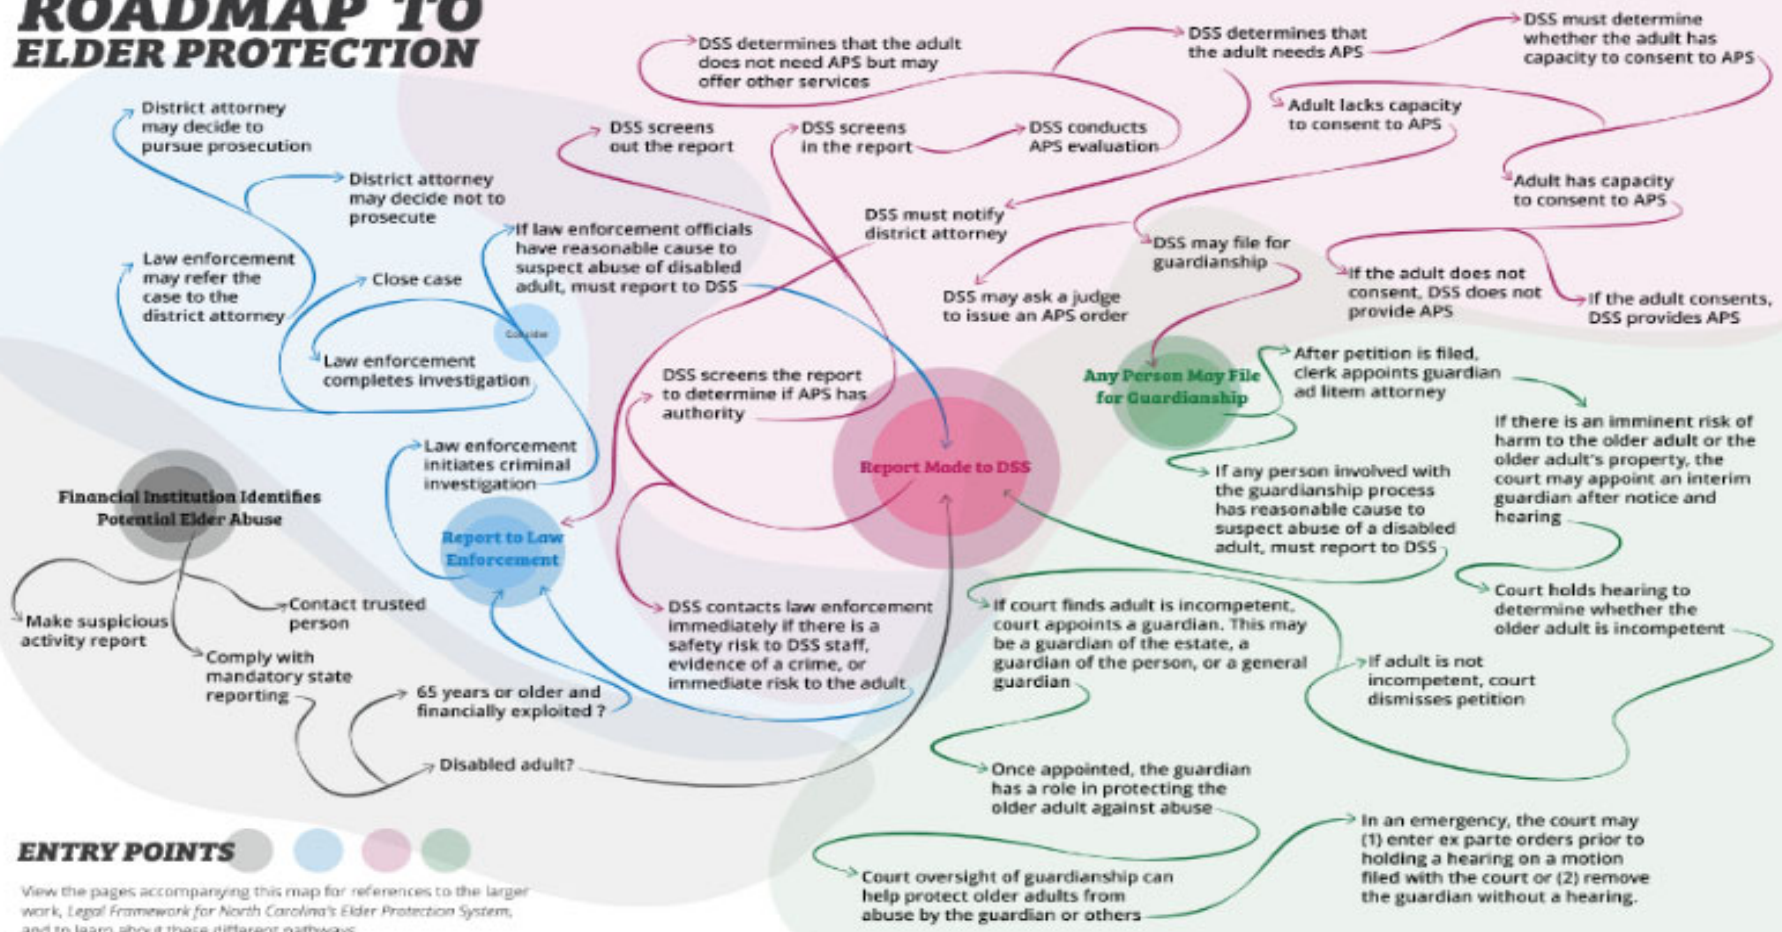 ROADMAP TO
ELDER PROTECTION
District attorney
may decide to
pursue prosecution
District attorney
may decide not to
prosecute
Law enforcement
may refer the
case to the
district attorney
Close case
If law enforcement officials
have reasonable cause to
suspect abuse of disabled
adult, must report to DSS
Law enforcement
completes investigation
Law enforcement
initiates criminal
investigation
Report to Law
Enforcement
Financial Institution Identifies
Potential Elder Abuse
Make suspicious
activity report
Contact trusted
person
Comply with
mandatory state
reporting
65 years or older and
financially exploited ?
Disabled adult?
DSS determines that the adult
does not need APS but may
offer other services
DSS determines that
the adult needs APS
DSS must determine
whether the adult has
capacity to consent to APS
DSS screens
out the report
DSS screens
in the report
DSS conducts
APS evaluation
Adult lacks capacity
to consent to APS
Adult has capacity
to consent to APS
DSS must notify
district attorney
DSS may file for
guardianship
DSS may ask a judge
to issue an APS order
If the adult does not
consent, DSS does not
provide APS
If the adult consents,
DSS provides APS
DSS screens the report
to determine if APS has
authority
Report Made to DSS
DSS contacts law enforcement
immediately if there is a
safety risk to DSS staff,
evidence of a crime, or
immediate risk to the adult
Any Person May File
for Guardianship
After petition is filed,
clerk appoints guardian
ad litem attorney
If there is an imminent risk of
harm to the older adult or the
older adult's property, the
court may appoint an interim
guardian after notice and
hearing
If any person involved with
the guardianship process
has reasonable cause to
suspect abuse of a disabled
adult, must report to DSS
Court holds hearing to
determine whether the
older adult is incompetent
If court finds adult is incompetent,
court appoints a guardian. This may
be a guardian of the estate, a
guardian of the person, or a general
guardian
If adult is not
incompetent, court
dismisses petition
Once appointed, the guardian
has a role in protecting the
older adult against abuse
Court oversight of guardianship can
help protect older adults from
abuse by the guardian or others
In an emergency, the court may
(1) enter ex parte orders prior to
holding a hearing on a motion
filed with the court or (2) remove
the guardian without a hearing.
ENTRY POINTS
View the pages accompanying this map for references to the larger
work, Legal Framework for North Carolina's Elder Protection System,
and to learn about these different pathways